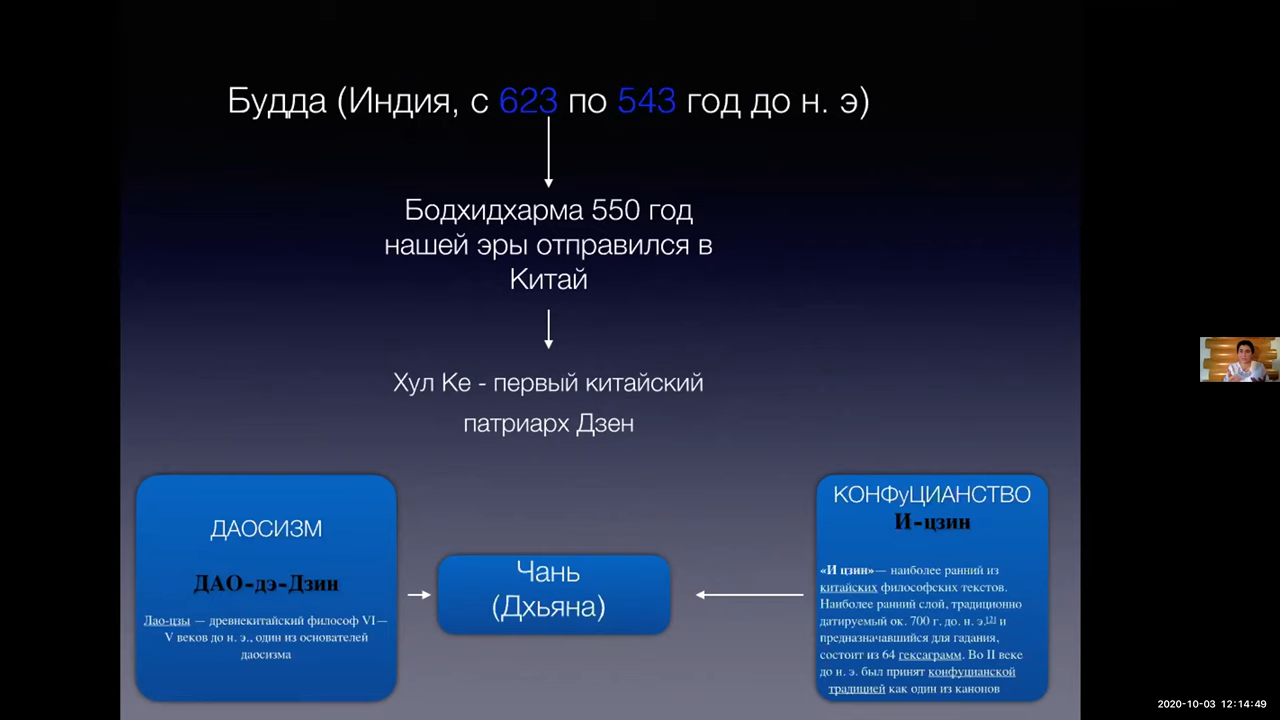 Будда (Индия, с 623 по 543 год до н. э)
Бодхидхарма 550 год
нашей эры отправился в
Китай
Хул Ке - первый китайский
патриарх Дзен
ДАОСИЗМ
ДАО-дэ-Дзин
Лао-цзы — древнекитайский философ VI—
V веков до н. э., один из основателей
даосизма
Чань
(Дхьяна)
КОНФуЦИАНСТВО
И-цзин
«И цзин»— наиболее ранний из
китайских философских текстов.
Наиболее ранний слой, традиционно
датируемый ок. 700 г. до. н. э.[2] и
предназначавшийся для гадания,
состоит из 64 гексаграмм. Во II веке
до н. э. был принят конфуцианской
традицией как один из канонов
2020-10-03 12:14:49